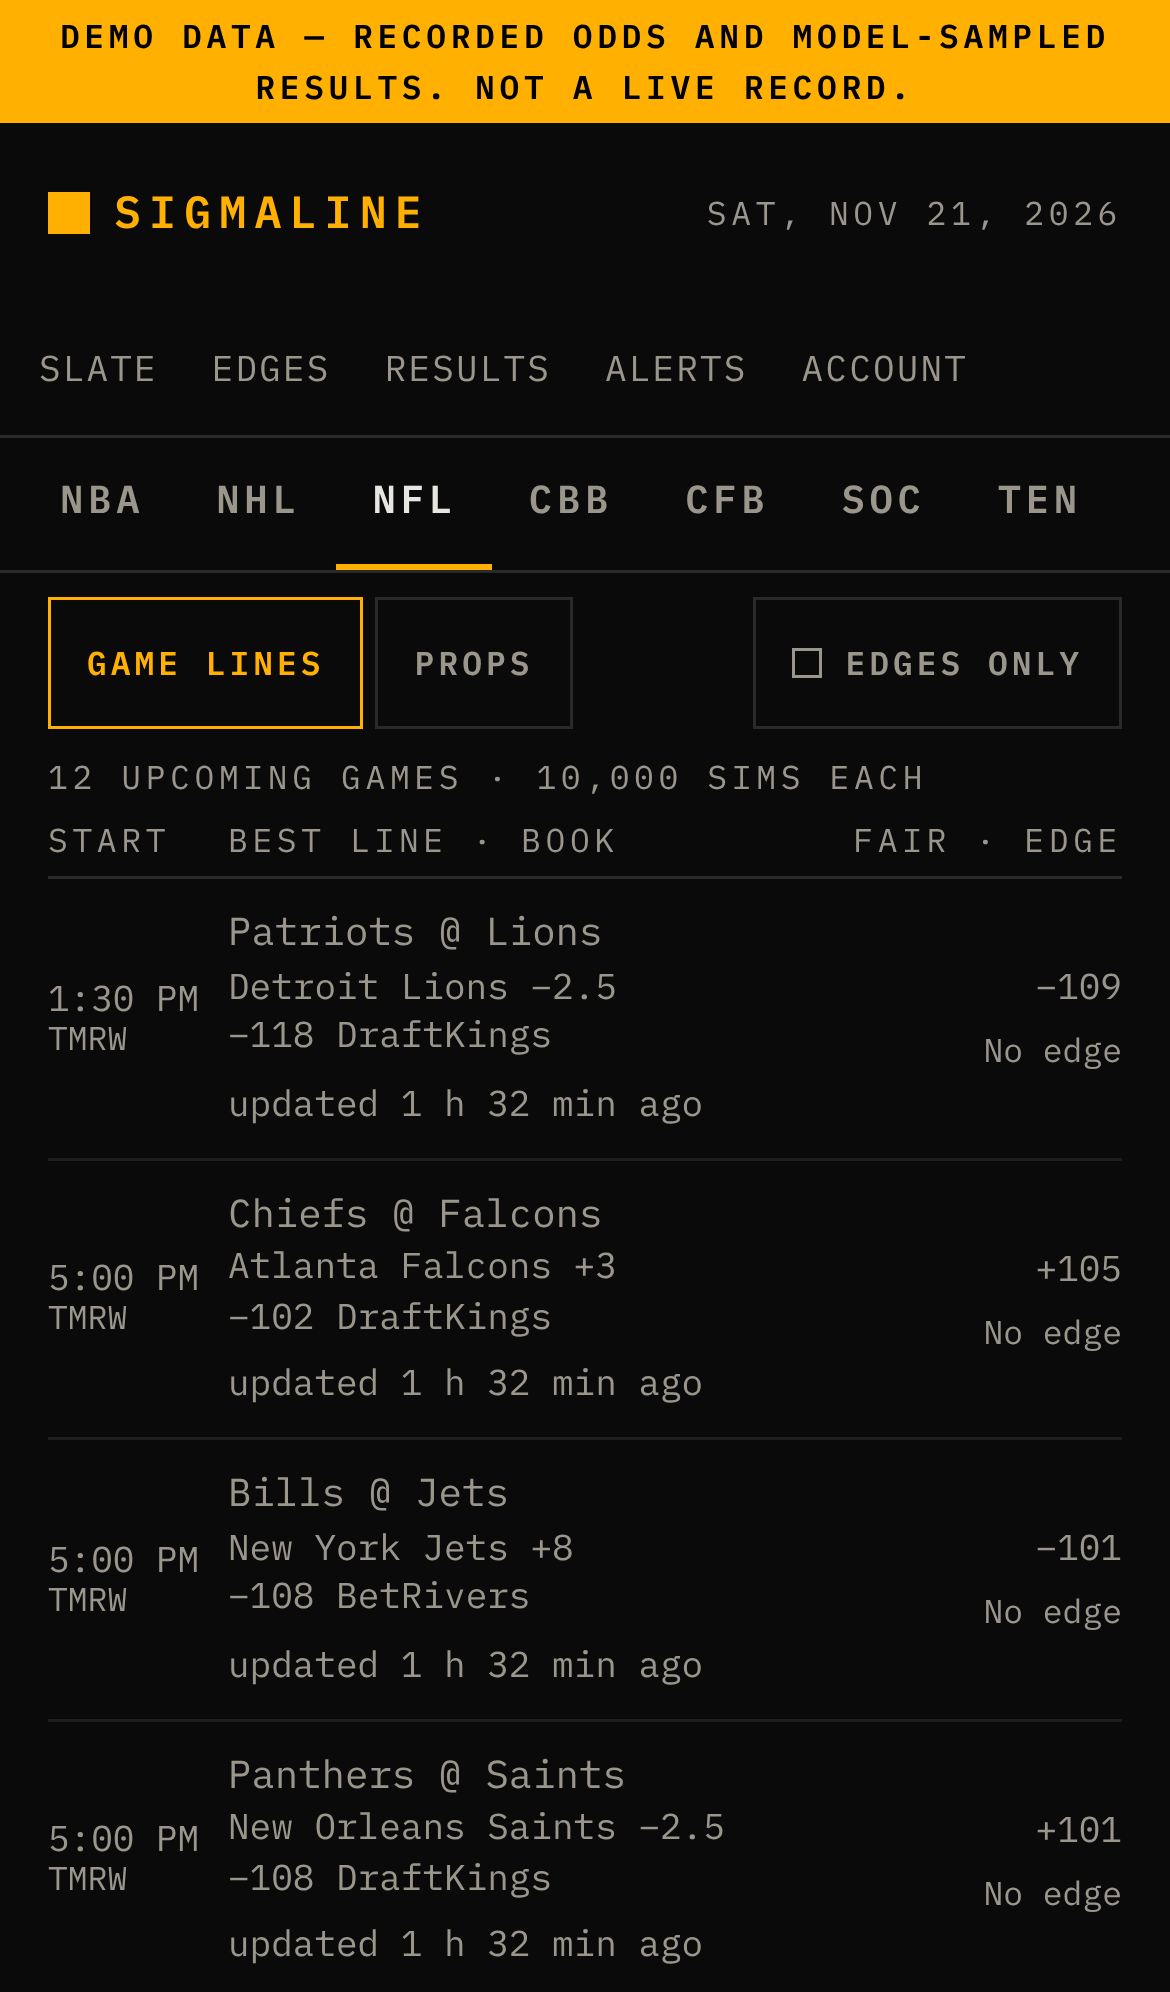 DEMO DATA — RECORDED ODDS AND MODEL-SAMPLED
RESULTS. NOT A LIVE RECORD.
SIGMALINE
SAT, NOV 21, 2026
SLATE EDGES RESULTS ALERTS ACCOUNT
NBA NHL NFL CBB CFB SOC TEN
GAME LINES PROPS EDGES ONLY
12 UPCOMING GAMES · 10,000 SIMS EACH
START BEST LINE · BOOK FAIR · EDGE
Patriots @ Lions
1:30 PM
TMRW
Detroit Lions −2.5
−118 DraftKings
updated 1 h 32 min ago
−109
No edge
Chiefs @ Falcons
5:00 PM
TMRW
Atlanta Falcons +3
−102 DraftKings
updated 1 h 32 min ago
+105
No edge
Bills @ Jets
5:00 PM
TMRW
New York Jets +8
−108 BetRivers
updated 1 h 32 min ago
−101
No edge
Panthers @ Saints
5:00 PM
TMRW
New Orleans Saints −2.5
−108 DraftKings
updated 1 h 32 min ago
+101
No edge